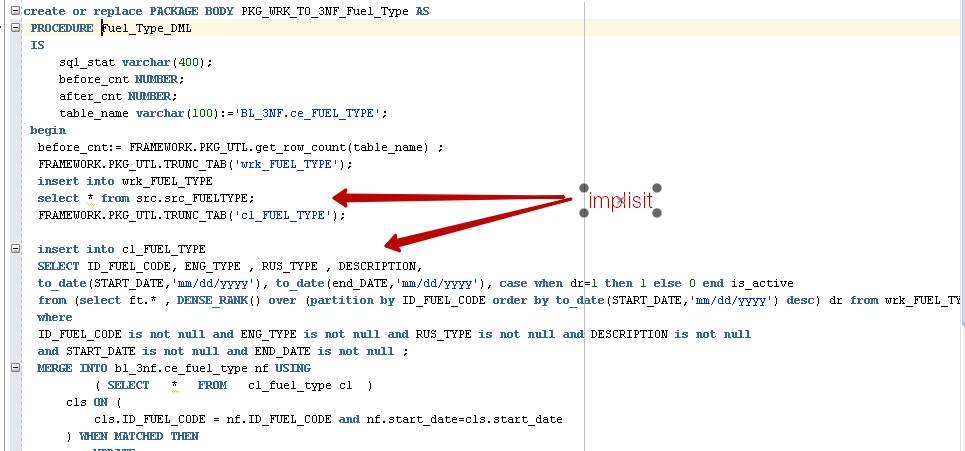 create or replace PACKAGE BODY PKG_WRK_TO_3NF_Fuel_Type AS
PROCEDURE Fuel_Type_DML
IS
sql_stat varchar(400);
before_cnt NUMBER;
after_cnt NUMBER;
table_name varchar(100):='BL_3NF.ce_FUEL_TYPE';
begin
before_cnt:= FRAMEWORK.PKG_UTL.get_row_count(table_name) ;
FRAMEWORK.PKG_UTL.TRUNC_TAB('wrk_FUEL_TYPE');
insert into wrk_FUEL_TYPE
select * from src.src_FUELTYPE;
implisit
FRAMEWORK.PKG_UTL.TRUNC_TAB('cl_FUEL_TYPE');
insert into cl_FUEL_TYPE
SELECT ID_FUEL_CODE, ENG_TYPE , RUS_TYPE , DESCRIPTION,
to_date(START_DATE,'mm/dd/yyyy'), to_date(end_DATE,'mm/dd/yyyy'), case when dr=1 then 1 else 0 end is_active
from (select ft.* , DENSE_RANK() over (partition by ID_FUEL_CODE order by to_date(START_DATE,'mm/dd/yyyy') desc) dr from wrk_FUEL_TY
where
ID_FUEL_CODE is not null and ENG_TYPE is not null and RUS_TYPE is not null and DESCRIPTION is not null
and START_DATE is not null and END_DATE is not null ;
MERGE INTO bl_3nf.ce_fuel_type nf USING
( SELECT * FROM cl_fuel_type cl )
cls ON (
cls.ID_FUEL_CODE = nf.ID_FUEL_CODE and nf.start_date=cls.start_date
) WHEN MATCHED THEN
UPDATE